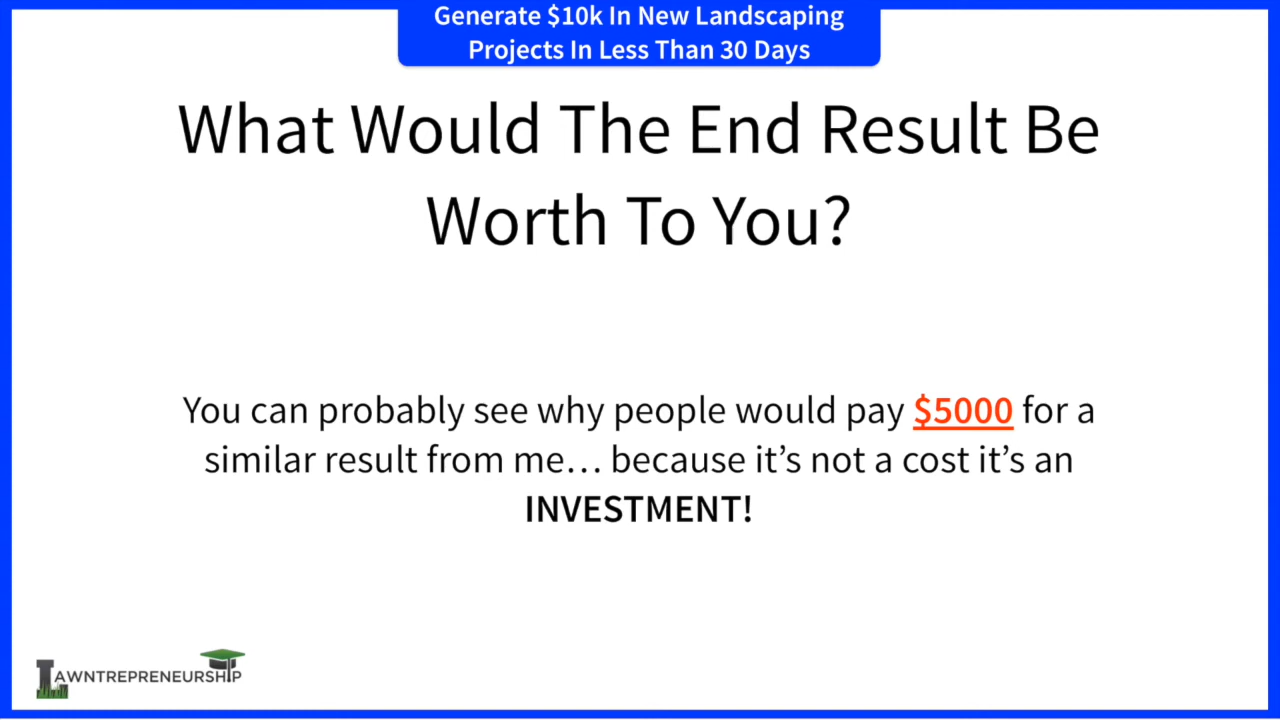 Generate $10k In New Landscaping
Projects In Less Than 30 Days
What Would The End Result Be
Worth To You?
You can probably see why people would pay $5000 for a
similar result from me… because it’s not a cost it’s an
INVESTMENT!
LAWNTREPRENEURSHIP